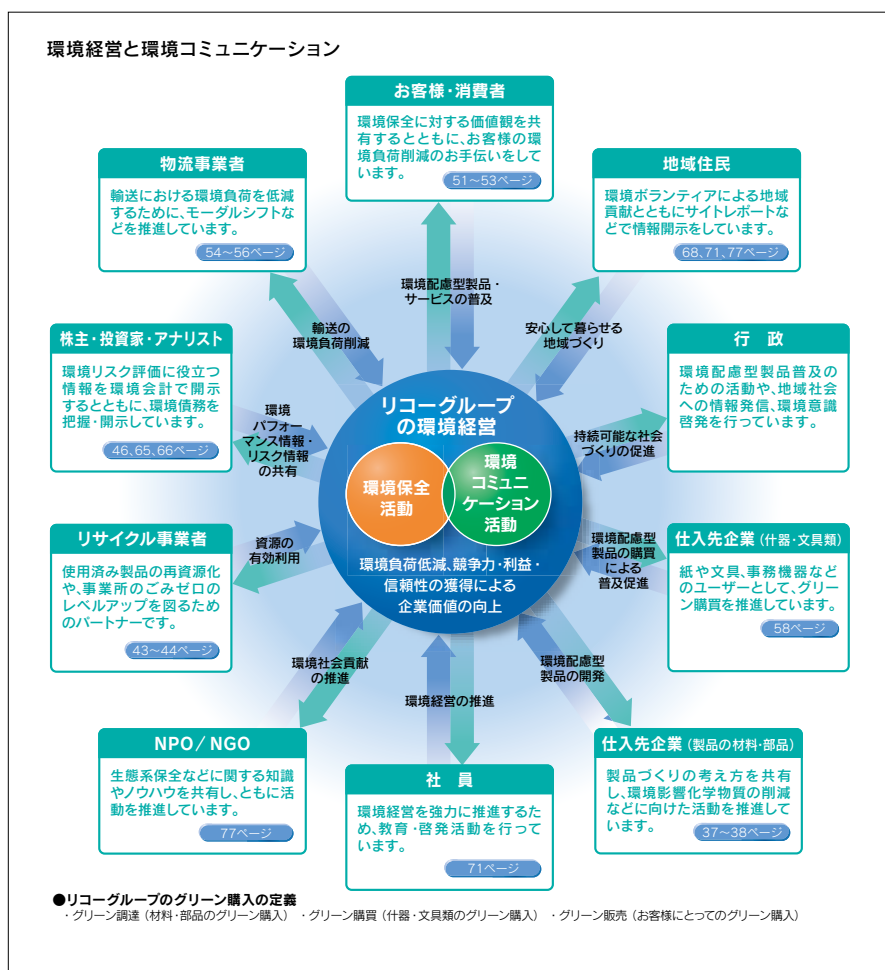 環境経営と環境コミュニケーション
お客様・消費者
環境保全に対する価値観を共
有するとともに、お客様の環
境負荷削減のお手伝いをして
います。
51〜53ページ
物流事業者
輸送における環境負荷を低減
するために、モーダルシフトな
どを推進しています。
54〜56ページ
地域住民
環境ボランティアによる地域
貢献とともにサイトレポートな
どで情報開示をしています。
68,71,77ページ
環境配慮型製品・
サービスの普及
輸送の
環境負荷削減
安心して暮らせる
地域づくり
株主・投資家・アナリスト
環境リスク評価に役立つ
情報を環境会計で開示
するとともに、環境債務を
把握・開示しています。
46、65、66ページ
環境
パフォー
マンス情報・
リスク情報
の共有
リコーグループ
の環境経営
環境保全
活動
環境
コミュニ
ケーション
活動
環境負荷低減、競争力・利益・
信頼性の獲得による
企業価値の向上
持続可能な社会
づくりの促進
行 政
環境配慮型製品普及の
ための活動や、地域社会
への情報発信、環境意識
啓発を行っています。
リサイクル事業者
使用済み製品の再資源化
や、事業所のごみゼロの
レベルアップを図るため
のパートナーです。
43〜44ページ
資源の
有効利用
環境配慮型
製品の購買
による
普及促進
仕入先企業(什器・文具類)
紙や文具、事務機器など
のユーザーとして、グリー
ン購買を推進しています。
58ページ
環境社会貢献
の推進
環境経営の推進
環境配慮型
製品の開発
NPO/NGO
生態系保全などに関する知識
やノウハウを共有し、ともに活
動を推進しています。
77ページ
社 員
環境経営を強力に推進するた
め、教育・啓発活動を行って
います。
71ページ
仕入先企業(製品の材料・部品)
製品づくりの考え方を共有
し、環境影響化学物質の削減
などに向けた活動を推進して
います。
37〜38ページ
●リコーグループのグリーン購入の定義
・グリーン調達(材料・部品のグリーン購入) ・グリーン購買(什器・文具類のグリーン購入) ・グリーン販売(お客様にとってのグリーン購入)